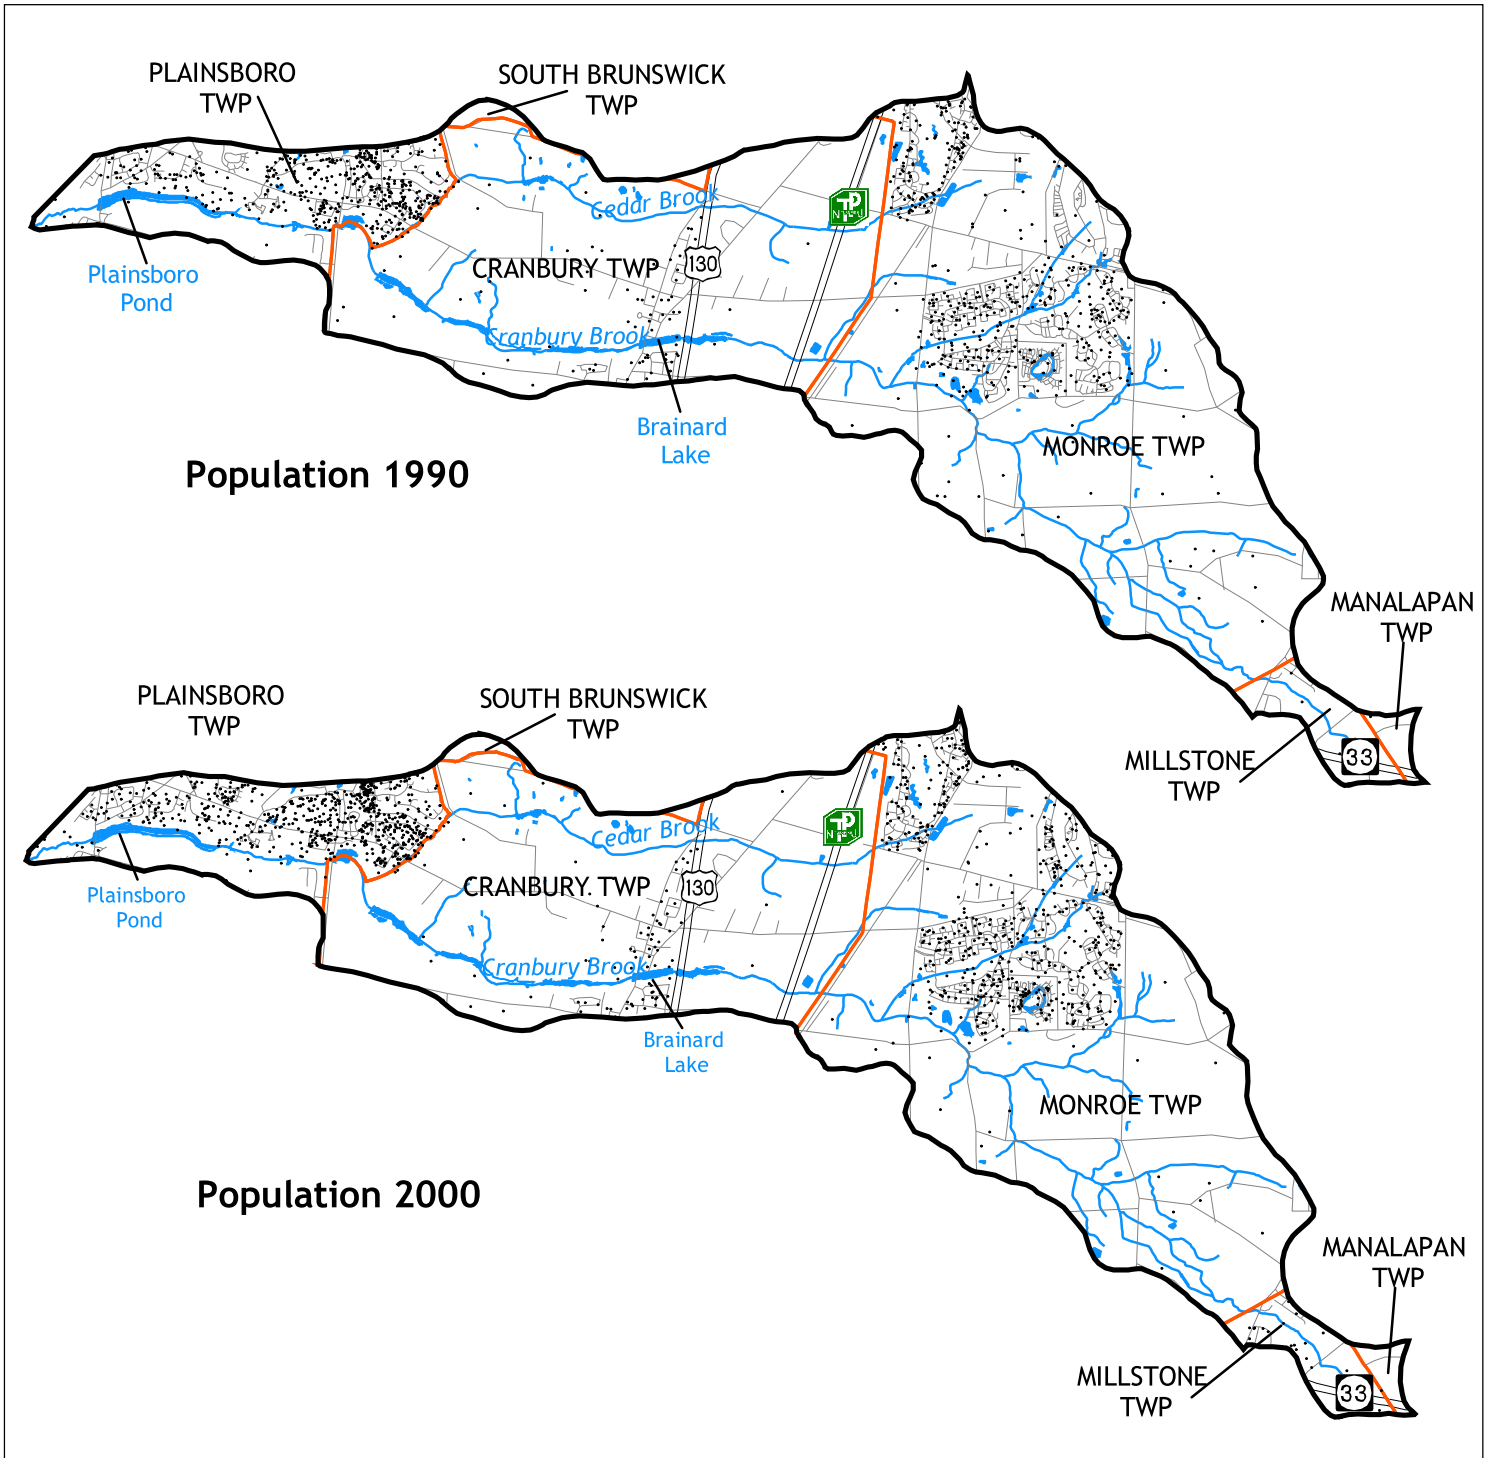 PLAINSBORO
TWP
SOUTH BRUNSWICK
TWP
Cedar Brook
TP
130
CRANBURY TWP
Plainsboro
Pond
Cranbury Brook
Brainard
Lake
MONROE TWP
Population 1990
MANALAPAN
TWP
MILLSTONE
TWP
33
PLAINSBORO
TWP
SOUTH BRUNSWICK
TWP
Cedar Brook
TP
130
CRANBURY TWP
Plainsboro
Pond
Cranbury Brook
Brainard
Lake
MONROE TWP
Population 2000
MANALAPAN
TWP
MILLSTONE
TWP
33